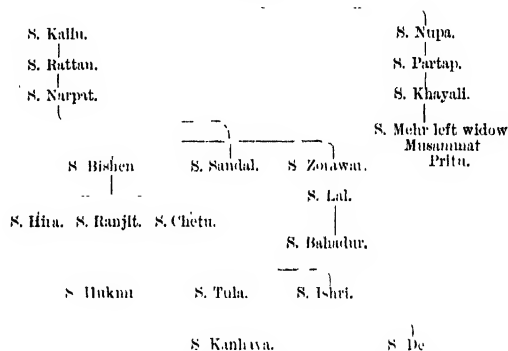 S. Kallu. S. Nupa.
S. Rattan. S. Partap.
S. Narpat. S. Khayali.
S. Mehr left widow
Musammat
Pritu.
S Bishen S. Sandal. S Zorawar.
S. Lal.
S. Hira. S. Ranjit. S. Chetu.
S. Bahadur.
S Hukmi S. Tula. S. Ishri.
S. Kanhaya. S De